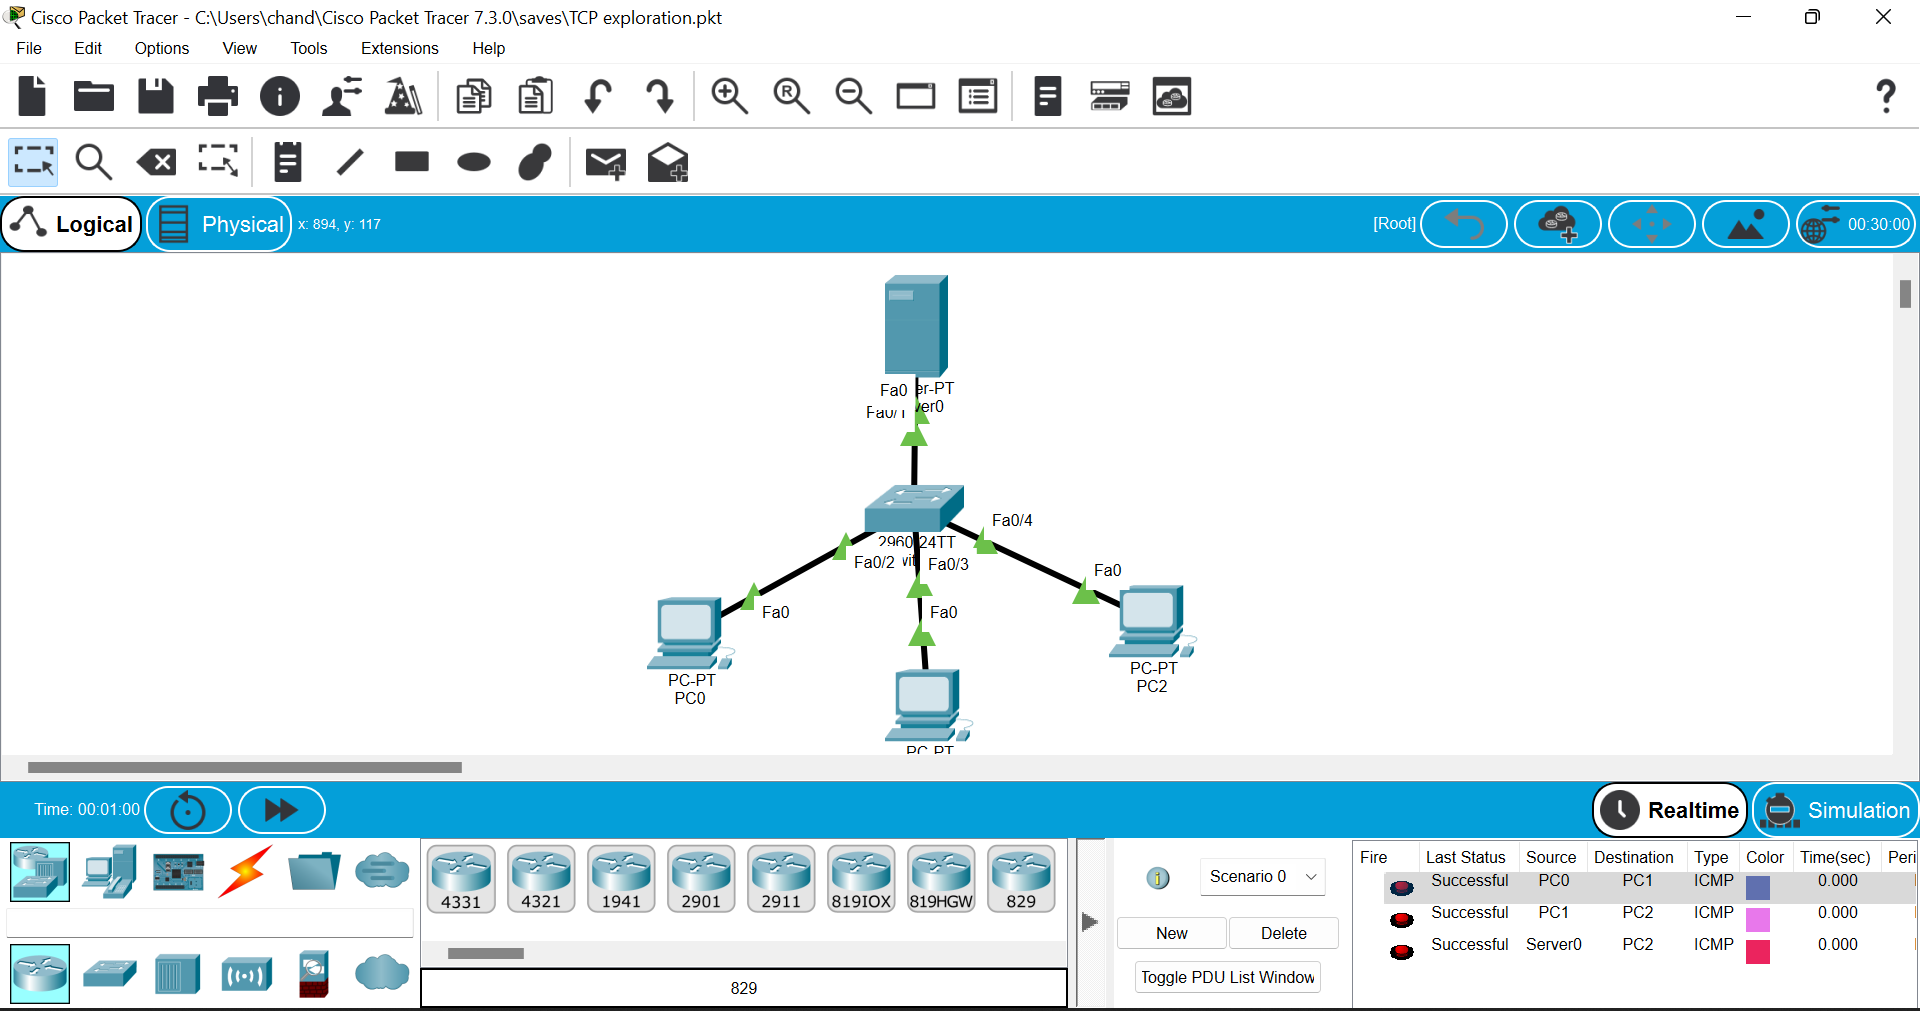 Cisco Packet Tracer - C:\Users\chand\Cisco Packet Tracer 7.3.0\saves\TCP exploration.pkt
File Edit Options View Tools Extensions Help
Logical Physical x: 894, y: 117 [Root] 00:30:00
er-PT
Fa0
ver0
Fa0/1
Fa0/4
2960 24TT
Fa0/2 Fa0/3
Fa0
Fa0 Fa0
PC-PT
PC2
PC-PT
PC0
PC-PT
Time: 00:01:00 Realtime Simulation
4331 4321 1941 2901 2911 819IOX 819HGW 829
829
Scenario 0
New Delete
Toggle PDU List Window
Fire Last Status Source Destination Type Color Time(sec) Peri
Successful PC0 PC1 ICMP 0.000
Successful PC1 PC2 ICMP 0.000
Successful Server0 PC2 ICMP 0.000